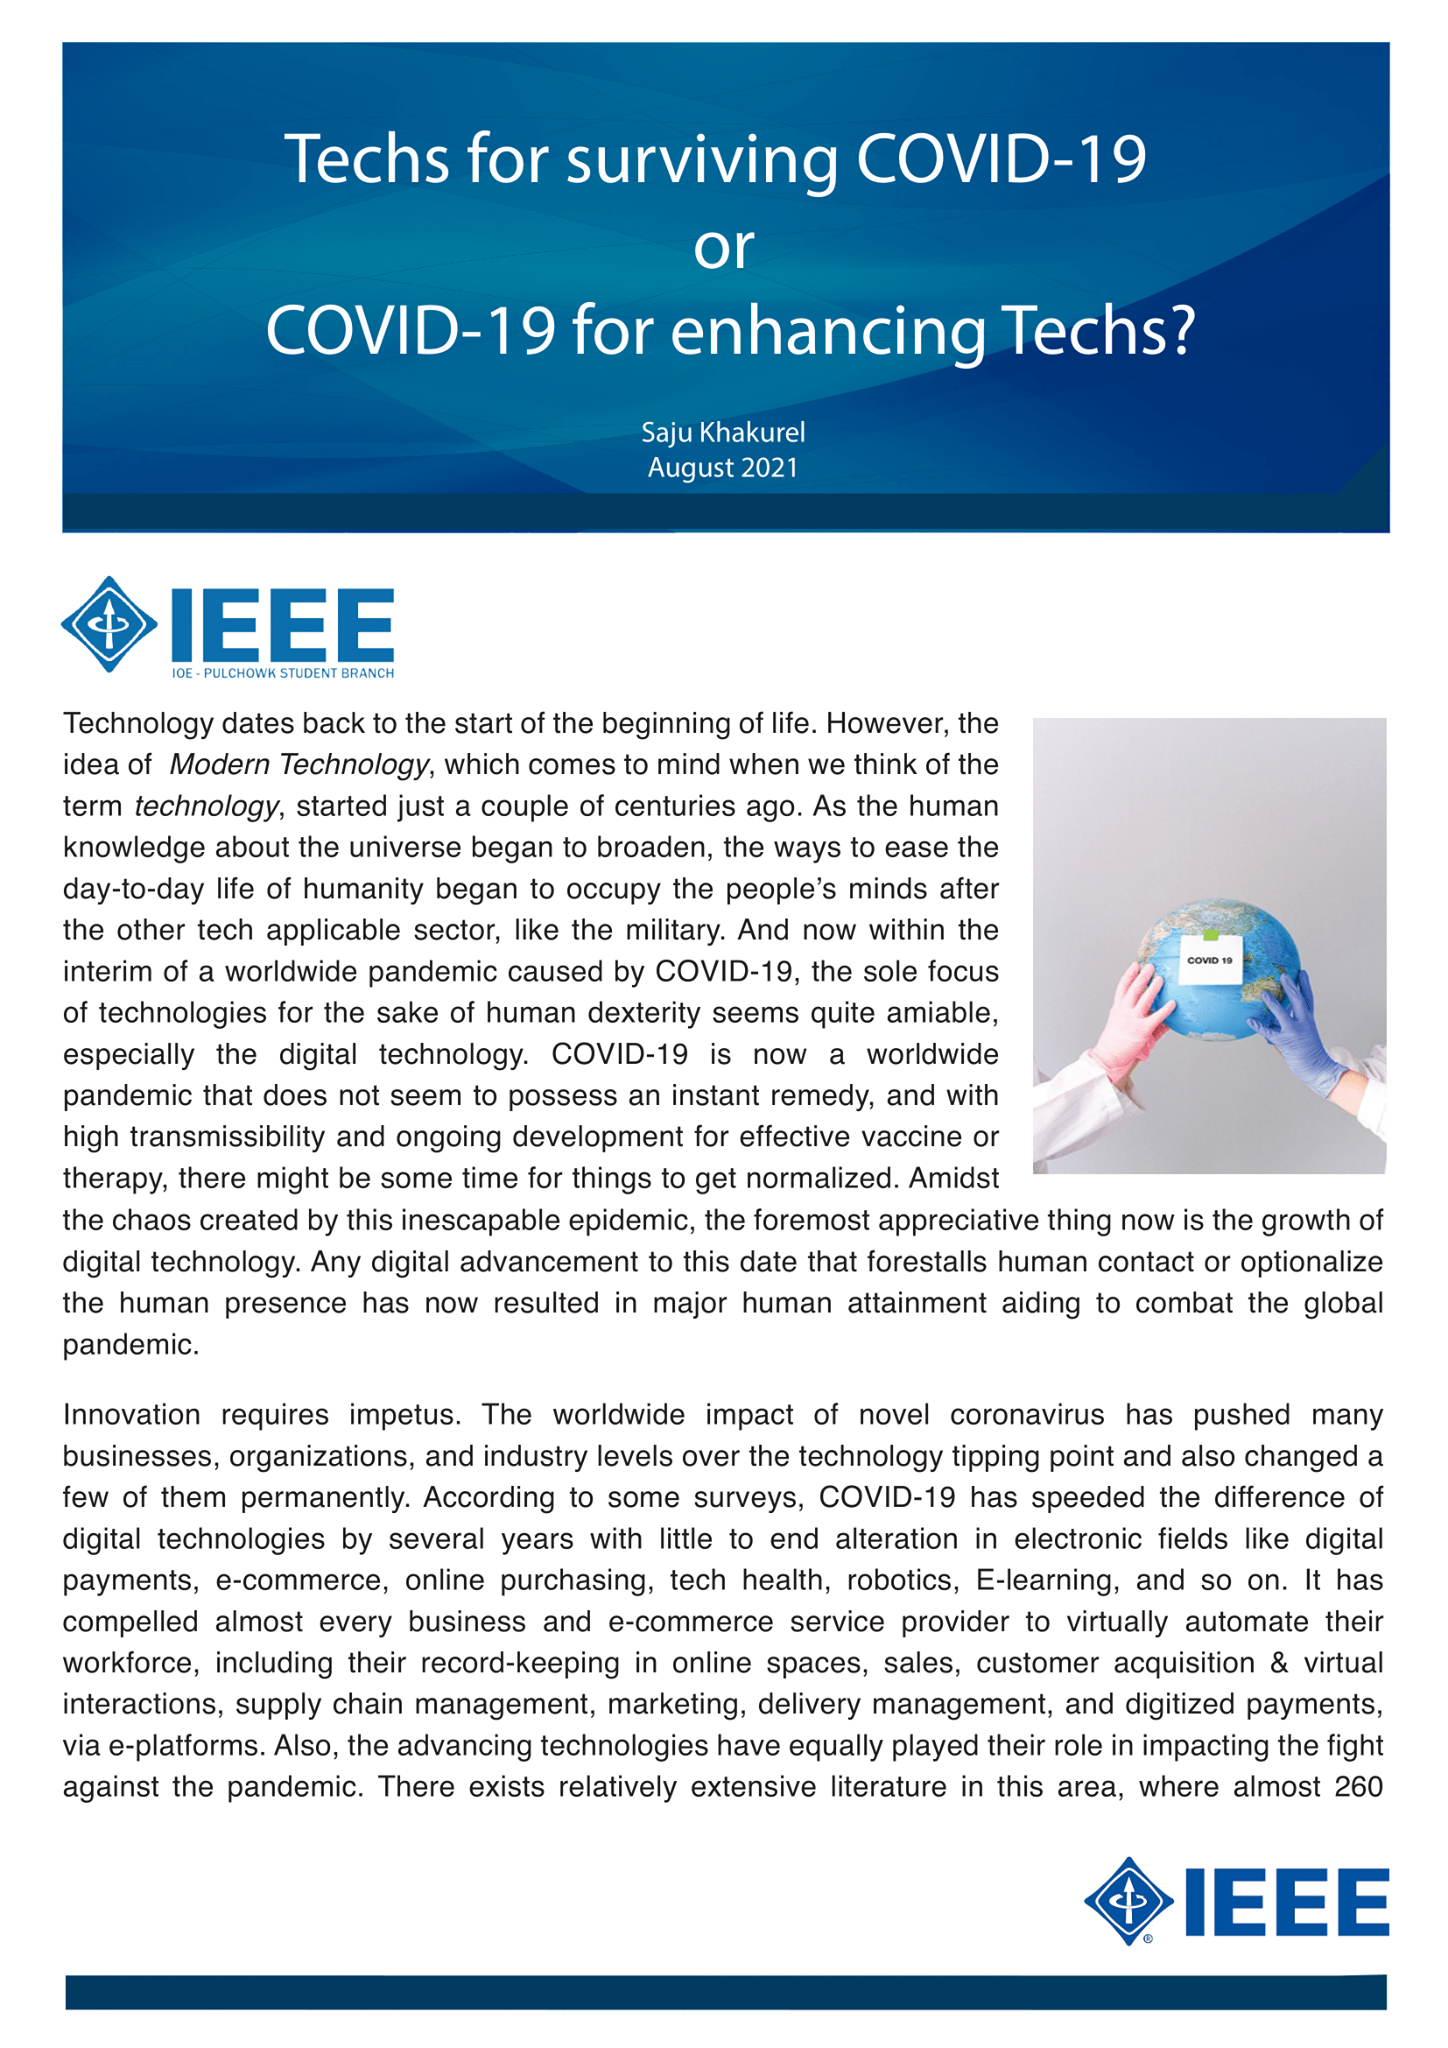 Techs for surviving COVID-19
or
COVID-19 for enhancing Techs?
Saju Khakurel
August 2021
IEEE
IOE - PULCHOWK STUDENT BRANCH
Technology dates back to the start of the beginning of life. However, the
idea of Modern Technology, which comes to mind when we think of the
term technology, started just a couple of centuries ago. As the human
knowledge about the universe began to broaden, the ways to ease the
day-to-day life of humanity began to occupy the people's minds after
the other tech applicable sector, like the military. And now within the
interim of a worldwide pandemic caused by COVID-19, the sole focus
of technologies for the sake of human dexterity seems quite amiable,
especially the digital technology. COVID-19 is now a worldwide
pandemic that does not seem to possess an instant remedy, and with
high transmissibility and ongoing development for effective vaccine or
therapy, there might be some time for things to get normalized. Amidst
the chaos created by this inescapable epidemic, the foremost appreciative thing now is the growth of
digital technology. Any digital advancement to this date that forestalls human contact or optionalize
the human presence has now resulted in major human attainment aiding to combat the global
pandemic.
COVID 19
Innovation requires impetus. The worldwide impact of novel coronavirus has pushed many
businesses, organizations, and industry levels over the technology tipping point and also changed a
few of them permanently. According to some surveys, COVID-19 has speeded the difference of
digital technologies by several years with little to end alteration in electronic fields like digital
payments, e-commerce, online purchasing, tech health, robotics, E-learning, and so on. It has
compelled almost every business and e-commerce service provider to virtually automate their
workforce, including their record-keeping in online spaces, sales, customer acquisition & virtual
interactions, supply chain management, marketing, delivery management, and digitized payments,
via e-platforms. Also, the advancing technologies have equally played their role in impacting the fight
against the pandemic. There exists relatively extensive literature in this area, where almost 260
IEEE
®